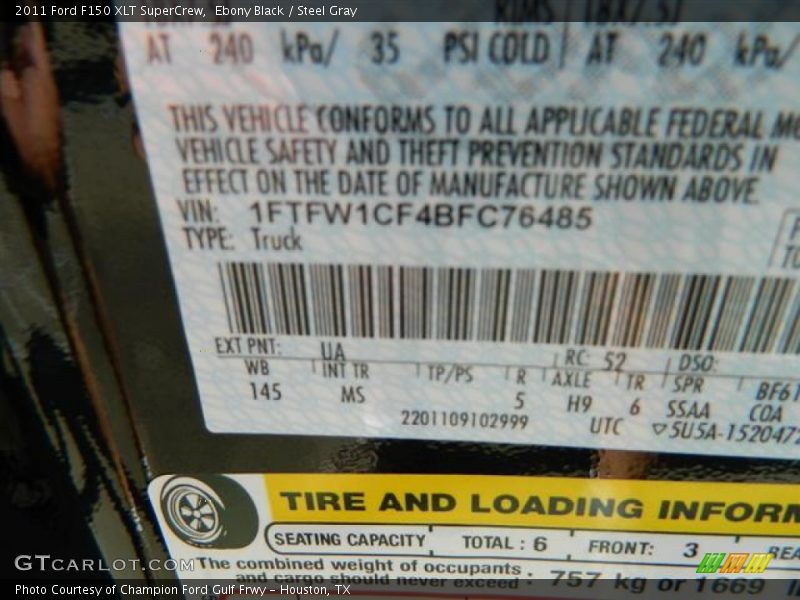 2011 Ford F150 XLT SuperCrew, Ebony Black / Steel Gray
AT 240 kPa/ 35 PSI COLD AT 240 kPa/
THIS VEHICLE CONFORMS TO ALL APPLICABLE FEDERAL MO
VEHICLE SAFETY AND THEFT PREVENTION STANDARDS IN
EFFECT ON THE DATE OF MANUFACTURE SHOWN ABOVE.
VIN: 1FTFW1CF4BFC76485
TYPE: Truck
EXT PNT: UA RC: 52 DSO:
WB INT TR TP/PS R AXLE TR SPR BF61
145 MS 5 H9 6 SSAA COA
2201109102999 UTC ▽5U5A-1520472
TIRE AND LOADING INFORM
SEATING CAPACITY TOTAL : 6 FRONT: 3 REA
The combined weight of occupants
and cargo should never exceed : 757 kg or 1669
GTCARLOT.COM
Photo Courtesy of Champion Ford Gulf Frwy - Houston, TX